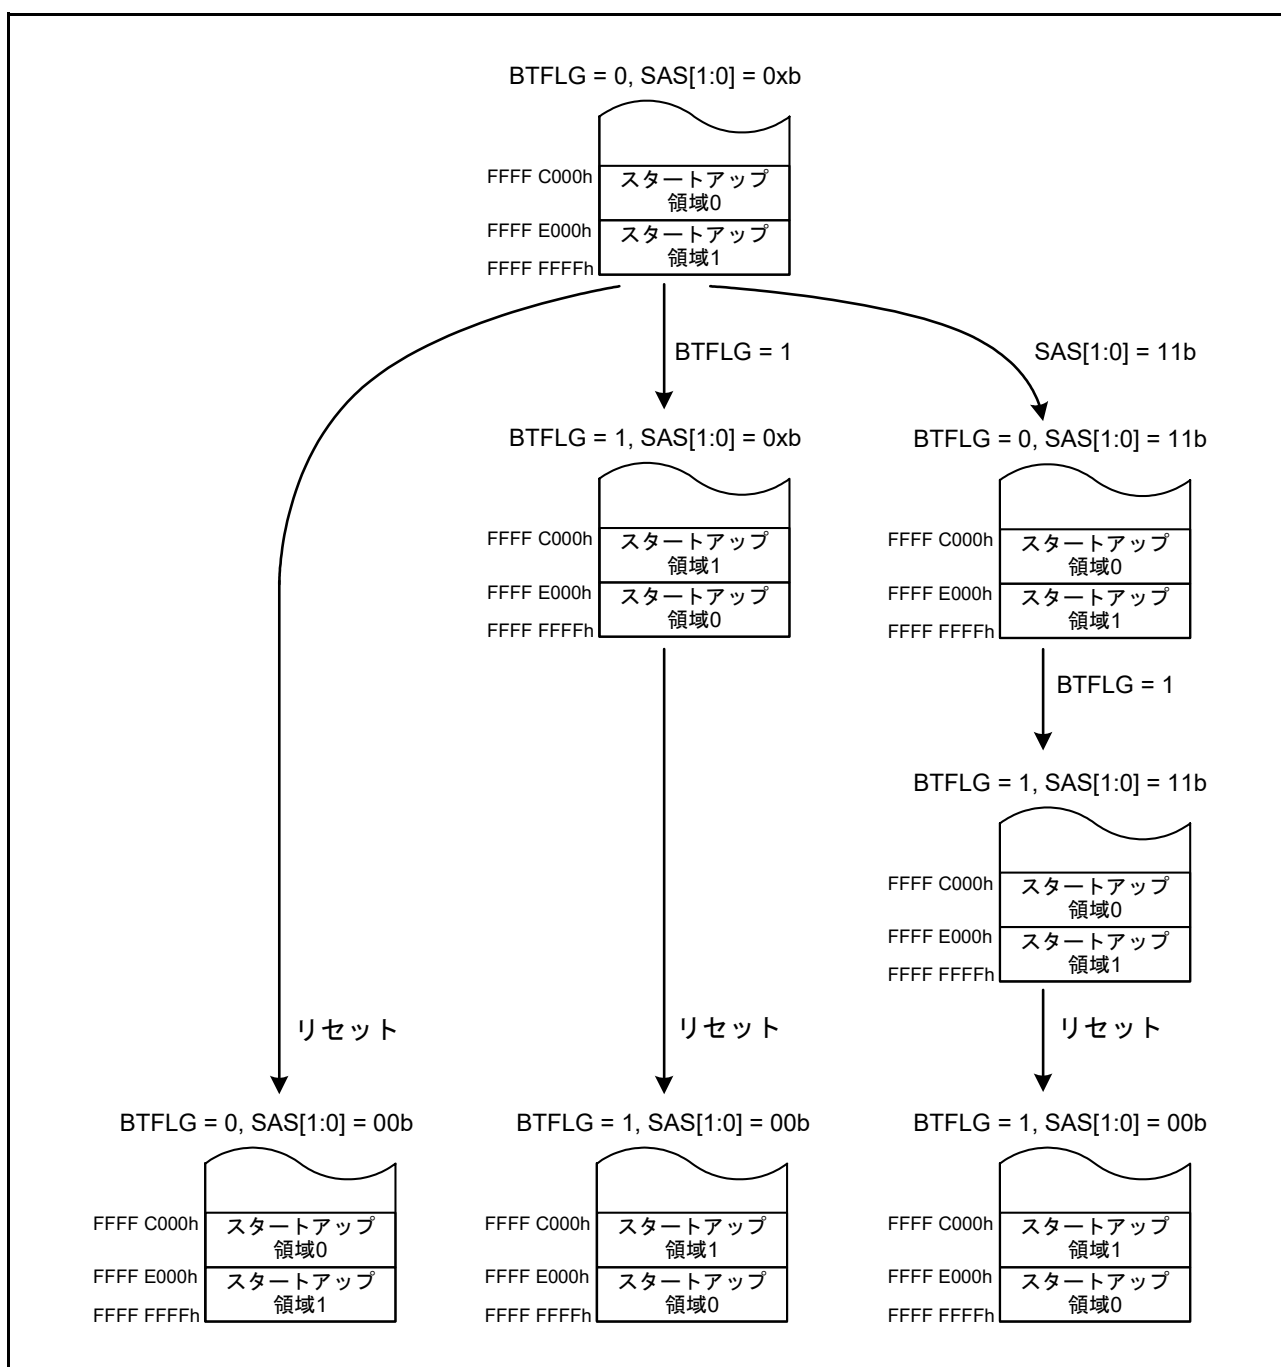 BTFLG = 0, SAS[1:0] = 0xb
FFFF C000h
スタートアップ
領域0
FFFF E000h
スタートアップ
領域1
FFFF FFFFh
BTFLG = 1
SAS[1:0] = 11b
BTFLG = 1, SAS[1:0] = 0xb
FFFF C000h
スタートアップ
領域1
FFFF E000h
スタートアップ
領域0
FFFF FFFFh
BTFLG = 0, SAS[1:0] = 11b
FFFF C000h
スタートアップ
領域0
FFFF E000h
スタートアップ
領域1
FFFF FFFFh
BTFLG = 1
BTFLG = 1, SAS[1:0] = 11b
FFFF C000h
スタートアップ
領域0
FFFF E000h
スタートアップ
領域1
FFFF FFFFh
リセット
リセット
リセット
BTFLG = 0, SAS[1:0] = 00b
FFFF C000h
スタートアップ
領域0
FFFF E000h
スタートアップ
領域1
FFFF FFFFh
BTFLG = 1, SAS[1:0] = 00b
FFFF C000h
スタートアップ
領域1
FFFF E000h
スタートアップ
領域0
FFFF FFFFh
BTFLG = 1, SAS[1:0] = 00b
FFFF C000h
スタートアップ
領域1
FFFF E000h
スタートアップ
領域0
FFFF FFFFh